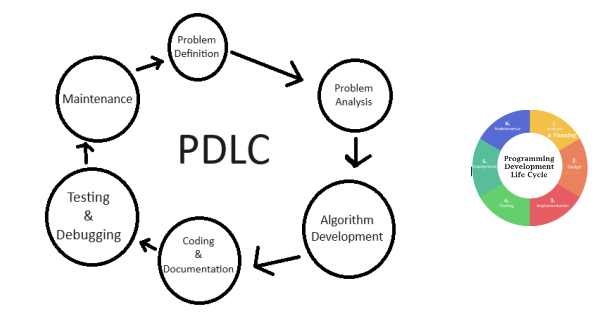 Problem
Definition
Problem
Analysis
Algorithm
Development
Coding
&
Documentation
Testing
&
Debugging
Maintenance
PDLC
Programming
Development
Life Cycle
1.
Analysis
& Planning
2.
Design
3.
Implementation
4.
Testing
5.
6.
Maintenance